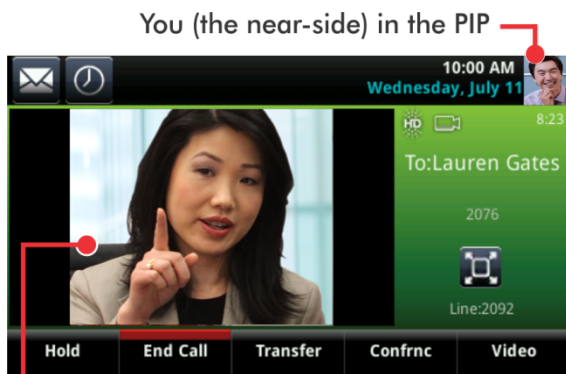 You (the near-side) in the PIP
10:00 AM
Wednesday, July 11
HD
8:23
To:Lauren Gates
2076
Line:2092
Hold End Call Transfer Confrnc Video